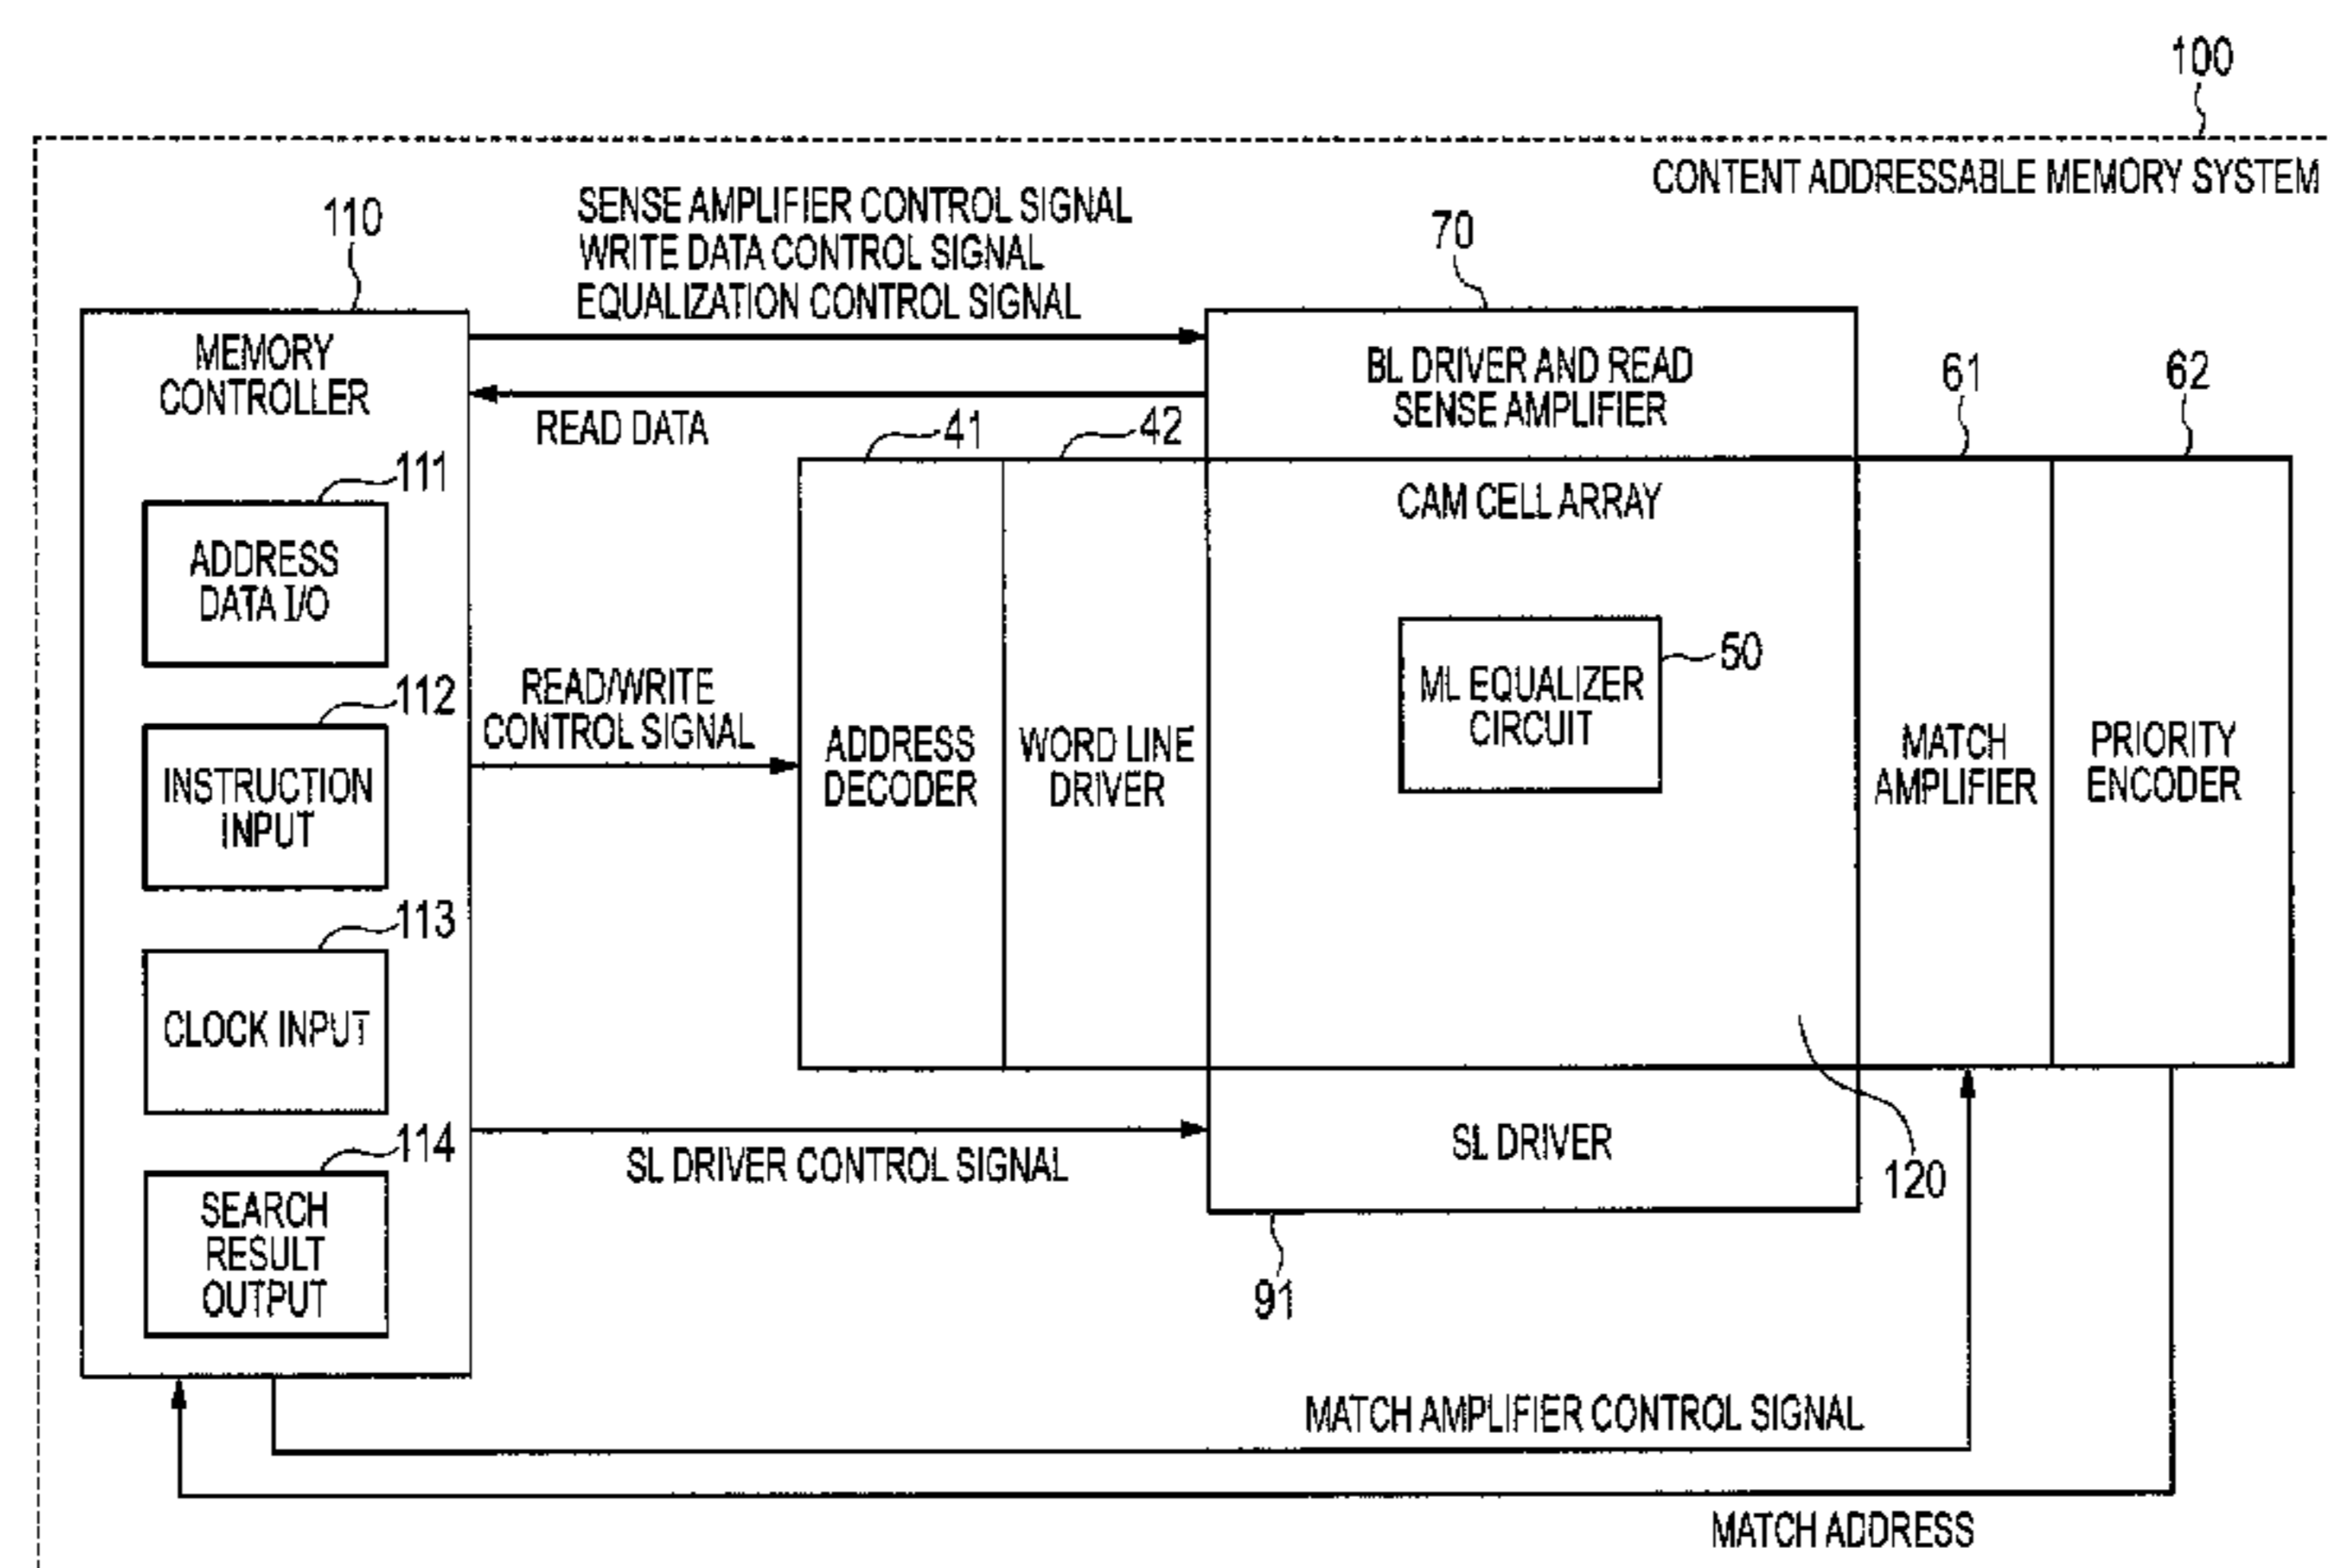 100
CONTENT ADDRESSABLE MEMORY SYSTEM
110
SENSE AMPLIFIER CONTROL SIGNAL
WRITE DATA CONTROL SIGNAL
EQUALIZATION CONTROL SIGNAL
70
MEMORY
CONTROLLER
READ DATA
BL DRIVER AND READ
SENSE AMPLIFIER
41
42
61
62
111
ADDRESS
DATA I/O
CAM CELL ARRAY
ML EQUALIZER
CIRCUIT
50
112
INSTRUCTION
INPUT
READ/WRITE
CONTROL SIGNAL
ADDRESS
DECODER
WORD LINE
DRIVER
MATCH
AMPLIFIER
PRIORITY
ENCODER
113
CLOCK INPUT
114
SEARCH
RESULT
OUTPUT
SL DRIVER CONTROL SIGNAL
SL DRIVER
120
91
MATCH AMPLIFIER CONTROL SIGNAL
MATCH ADDRESS